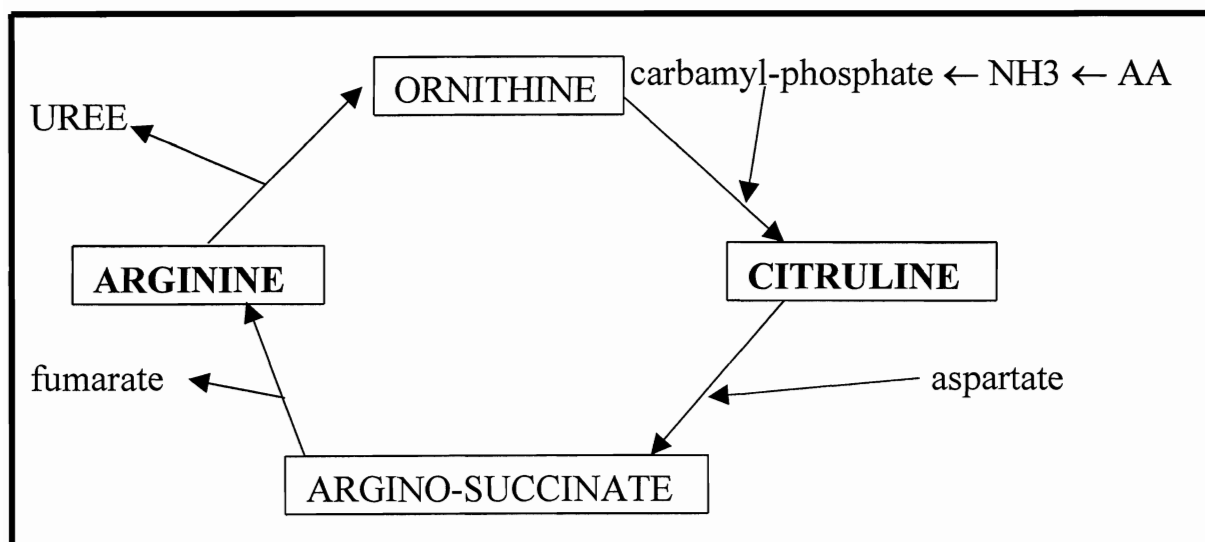 ORNITHINE
carbamyl-phosphate ← NH3 ← AA
UREE
ARGININE
CITRULINE
fumarate
aspartate
ARGINO-SUCCINATE